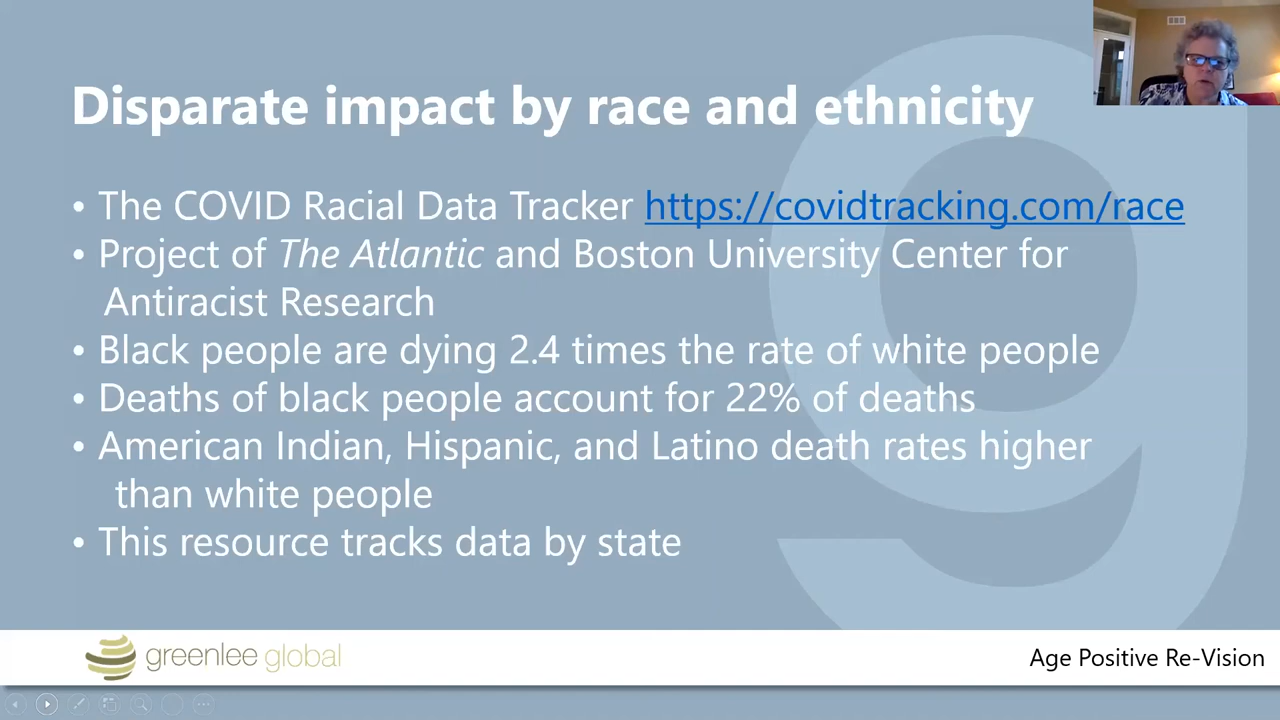 Disparate impact by race and ethnicity
• The COVID Racial Data Tracker https://covidtracking.com/race
• Project of The Atlantic and Boston University Center for
Antiracist Research
• Black people are dying 2.4 times the rate of white people
• Deaths of black people account for 22% of deaths
• American Indian, Hispanic, and Latino death rates higher
than white people
• This resource tracks data by state
greenlee global
Age Positive Re-Vision